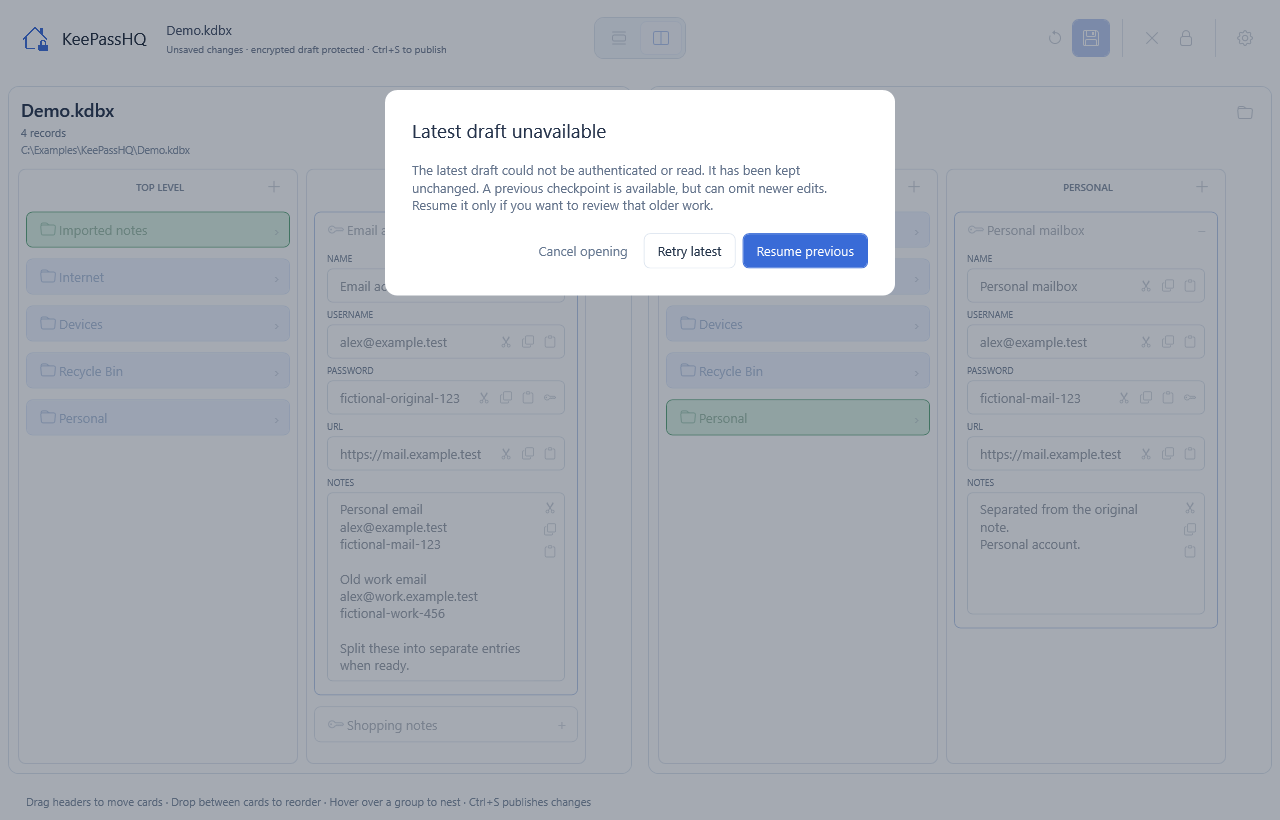 KeePassHQ
Demo.kdbx
Unsaved changes · encrypted draft protected · Ctrl+S to publish
Demo.kdbx
4 records
C:\Examples\KeePassHQ\Demo.kdbx
Latest draft unavailable
The latest draft could not be authenticated or read. It has been kept
unchanged. A previous checkpoint is available, but can omit newer edits.
Resume it only if you want to review that older work.
Cancel opening
Retry latest
Resume previous
TOP LEVEL
Imported notes
Internet
Devices
Recycle Bin
Personal
Email a
NAME
Email ac
USERNAME
alex@example.test
PASSWORD
fictional-original-123
URL
https://mail.example.test
NOTES
Personal email
alex@example.test
fictional-mail-123
Old work email
alex@work.example.test
fictional-work-456
Split these into separate entries
when ready.
Shopping notes
Devices
Recycle Bin
Personal
PERSONAL
Personal mailbox
NAME
Personal mailbox
USERNAME
alex@example.test
PASSWORD
fictional-mail-123
URL
https://mail.example.test
NOTES
Separated from the original
note.
Personal account.
Drag headers to move cards · Drop between cards to reorder · Hover over a group to nest · Ctrl+S publishes changes